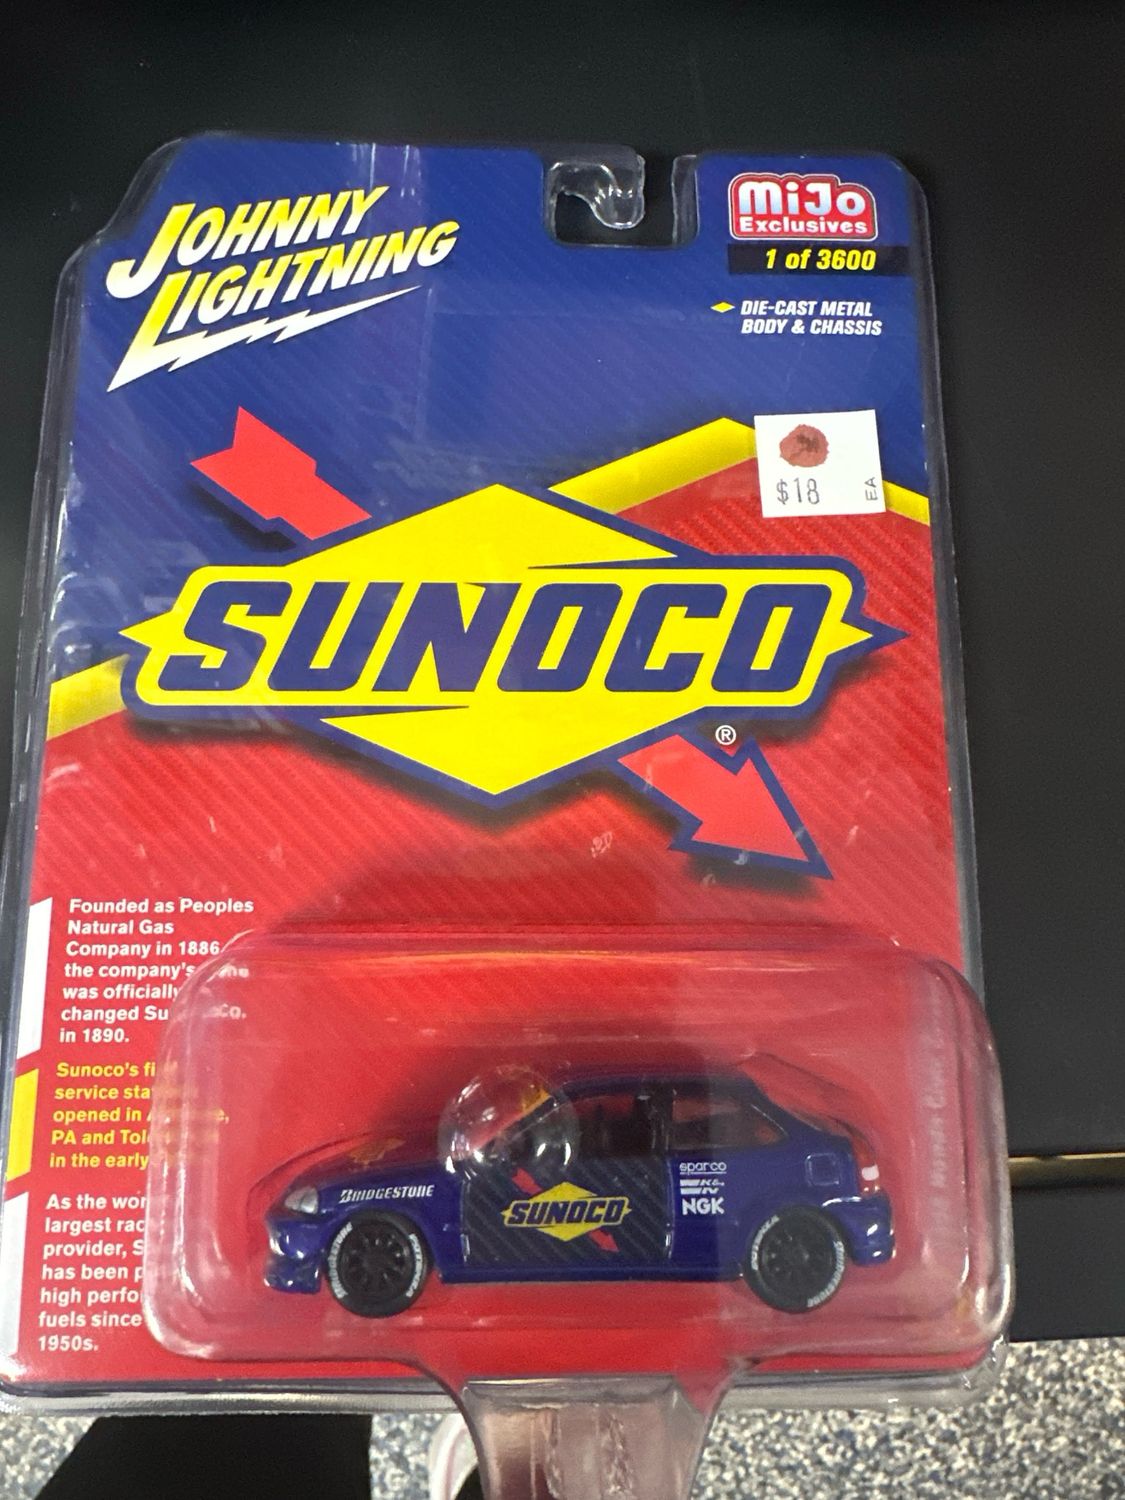 JOHNNY
LIGHTNING
MiJo
Exclusives
1 of 3600
DIE-CAST METAL
BODY & CHASSIS
$18
EA
SUNOCO
®
Founded as Peoples
Natural Gas
Company in 1886
the company's
was officially
changed Su Co.
in 1890.
Sunoco's
service
opened in
PA and
in the early
As the
largest
provider,
has been
high
fuels since
1950s.
BRIDGESTONE
SUNOCO
sparco
NGK